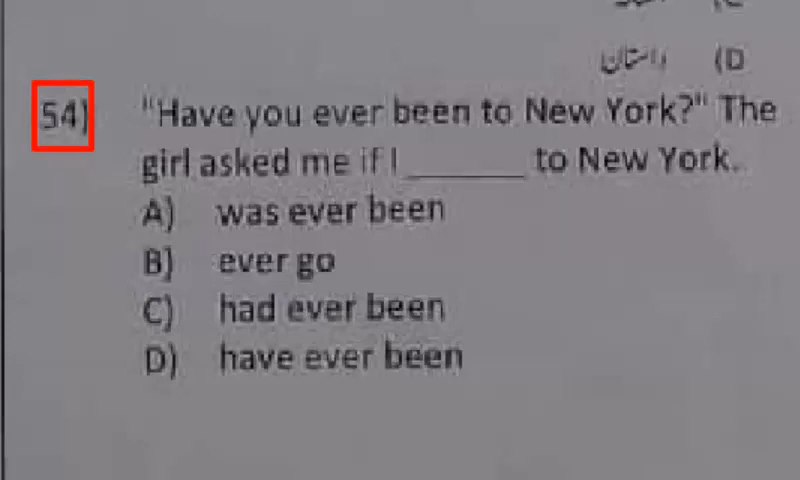 (D
54) "Have you ever been to New York?" The
girl asked me if I ______ to New York.
A) was ever been
B) ever go
C) had ever been
D) have ever been